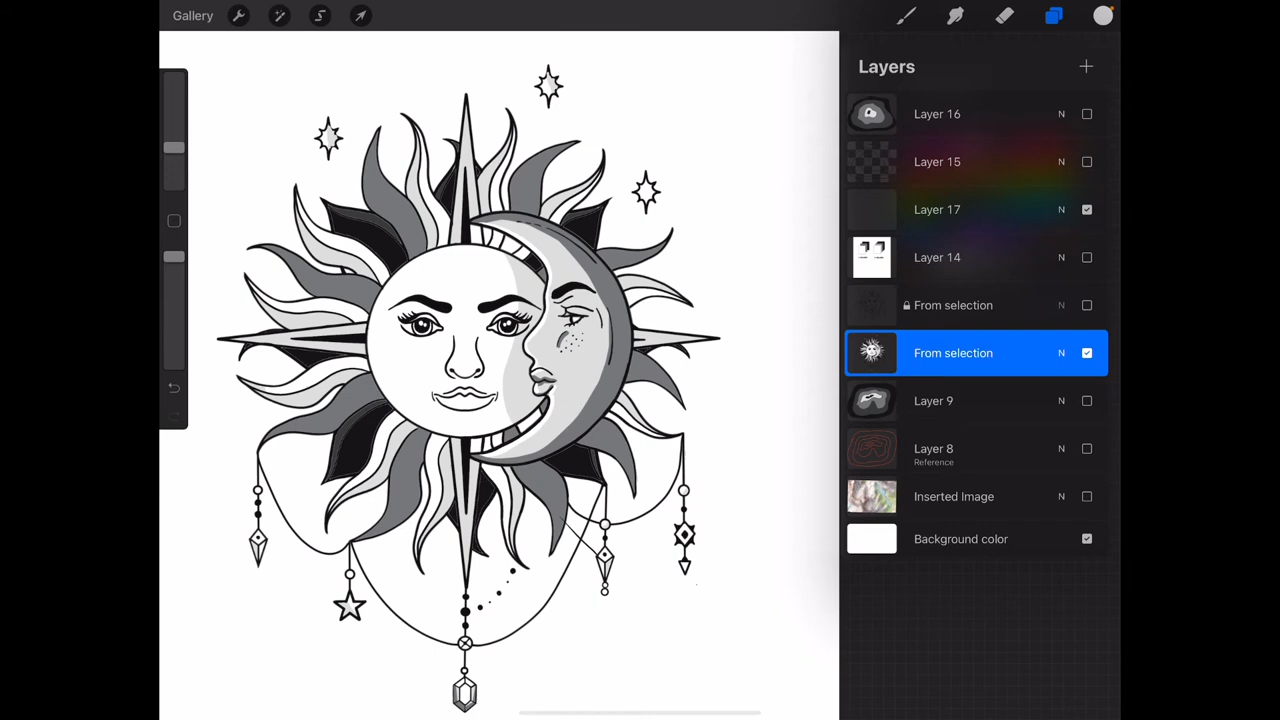 Gallery
Layers
Layer 16 N
Layer 15 N
Layer 17 N
Layer 14 N
From selection N
From selection N
Layer 9 N
Layer 8 N
Reference
Inserted Image N
Background color